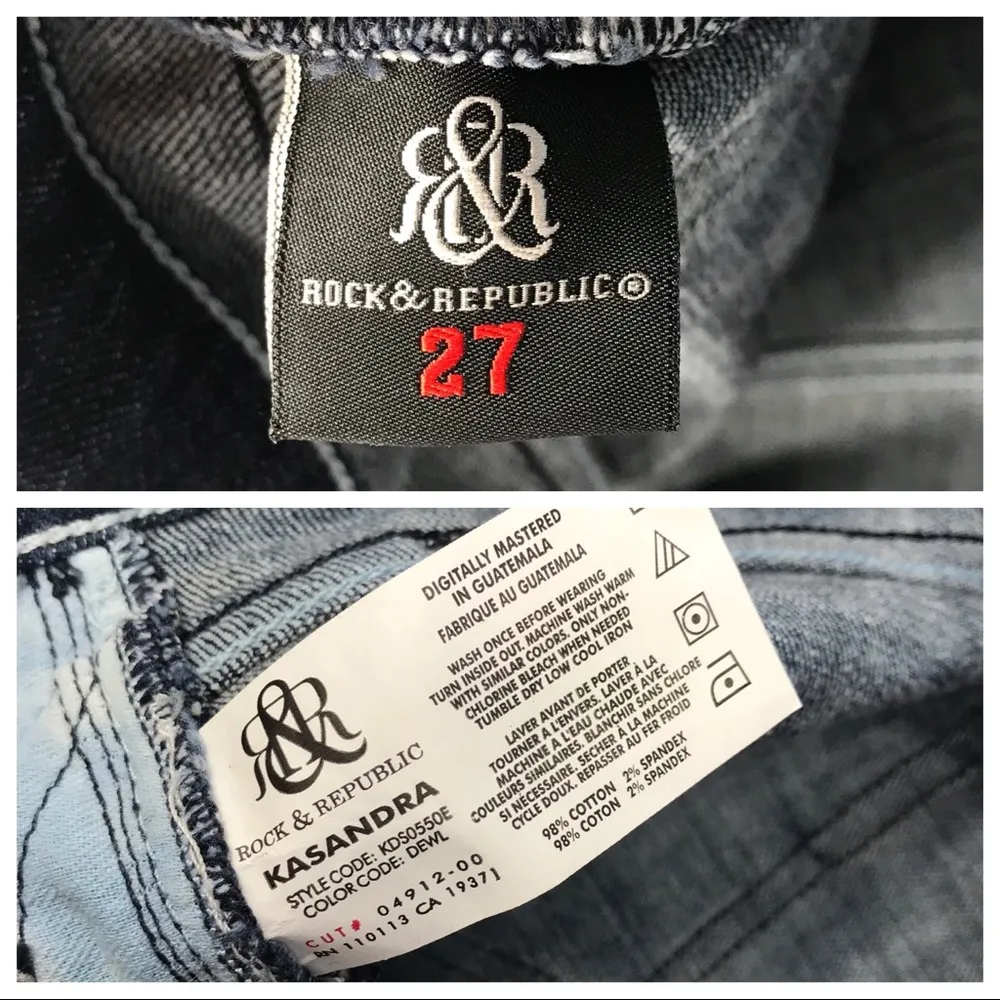 R&R
ROCK&REPUBLIC®
27
DIGITALLY MASTERED
IN GUATEMALA
FABRIQUE AU GUATEMALA
WASH ONCE BEFORE WEARING
TURN INSIDE OUT. MACHINE WASH WARM
WITH SIMILAR COLORS. ONLY NON-
CHLORINE BLEACH WHEN NEEDED
TUMBLE DRY LOW COOL IRON
LAVER AVANT DE PORTER
TOURNER A L'ENVERS. LAVER À LA
MACHINE A L'EAU CHAUDE AVEC
COULEURS SIMILAIRES. BLANCHIR SANS CHLORE
SI NECESSAIRE. SECHER A LA MACHINE
CYCLE DOUX. REPASSER AU FER FROID
98% COTTON 2% SPANDEX
98% COTON 2% SPANDEX
R&R
ROCK & REPUBLIC
KASANDRA
STYLE CODE: KDS0550E
COLOR CODE: DEWL
CUT# 04912-00
RN 110113 CA 19371